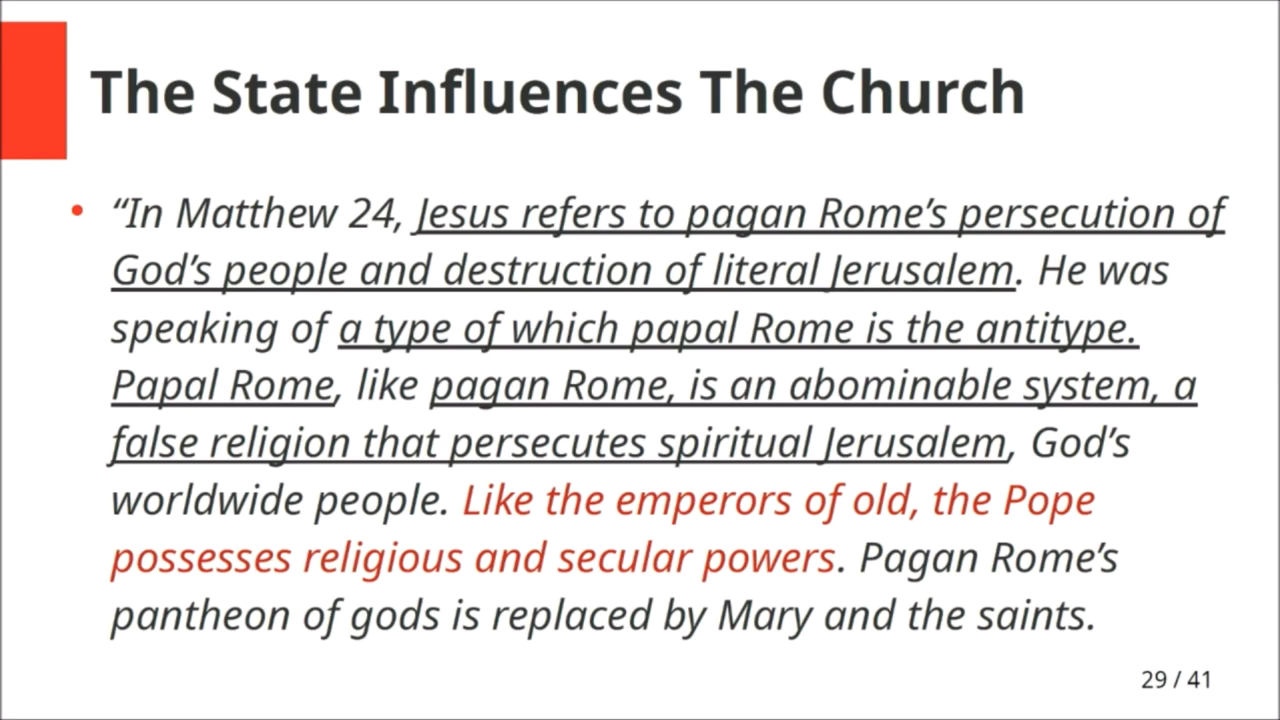 The State Influences The Church
• “In Matthew 24, Jesus refers to pagan Rome’s persecution of
God’s people and destruction of literal Jerusalem. He was
speaking of a type of which papal Rome is the antitype.
Papal Rome, like pagan Rome, is an abominable system, a
false religion that persecutes spiritual Jerusalem, God’s
worldwide people. Like the emperors of old, the Pope
possesses religious and secular powers. Pagan Rome’s
pantheon of gods is replaced by Mary and the saints.
29 / 41